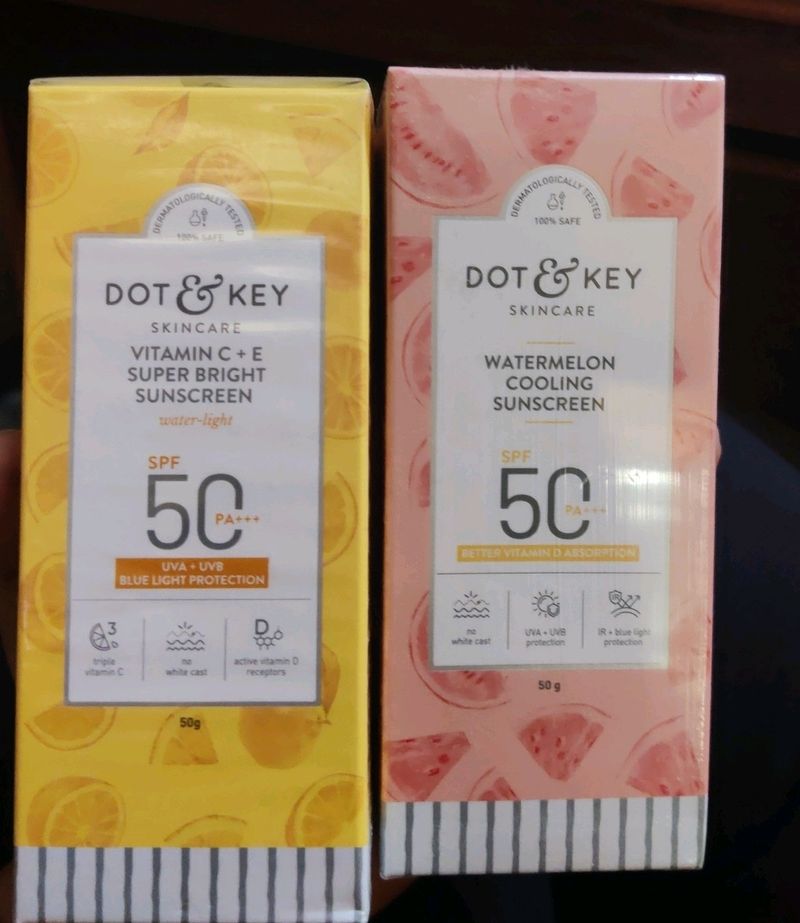 DERMATOLOGICALLY TESTED
100% SAFE
DOT & KEY
SKINCARE
VITAMIN C + E
SUPER BRIGHT
SUNSCREEN
water-light
SPF
50
PA+++
UVA + UVB
BLUE LIGHT PROTECTION
3
triple
vitamin C
no
white cast
D
active vitamin D
receptors
50g
DERMATOLOGICALLY TESTED
100% SAFE
DOT & KEY
SKINCARE
WATERMELON
COOLING
SUNSCREEN
SPF
50
PA+++
BETTER VITAMIN D ABSORPTION
no
white cast
UVA + UVB
protection
IR
IR + blue light
protection
50 g